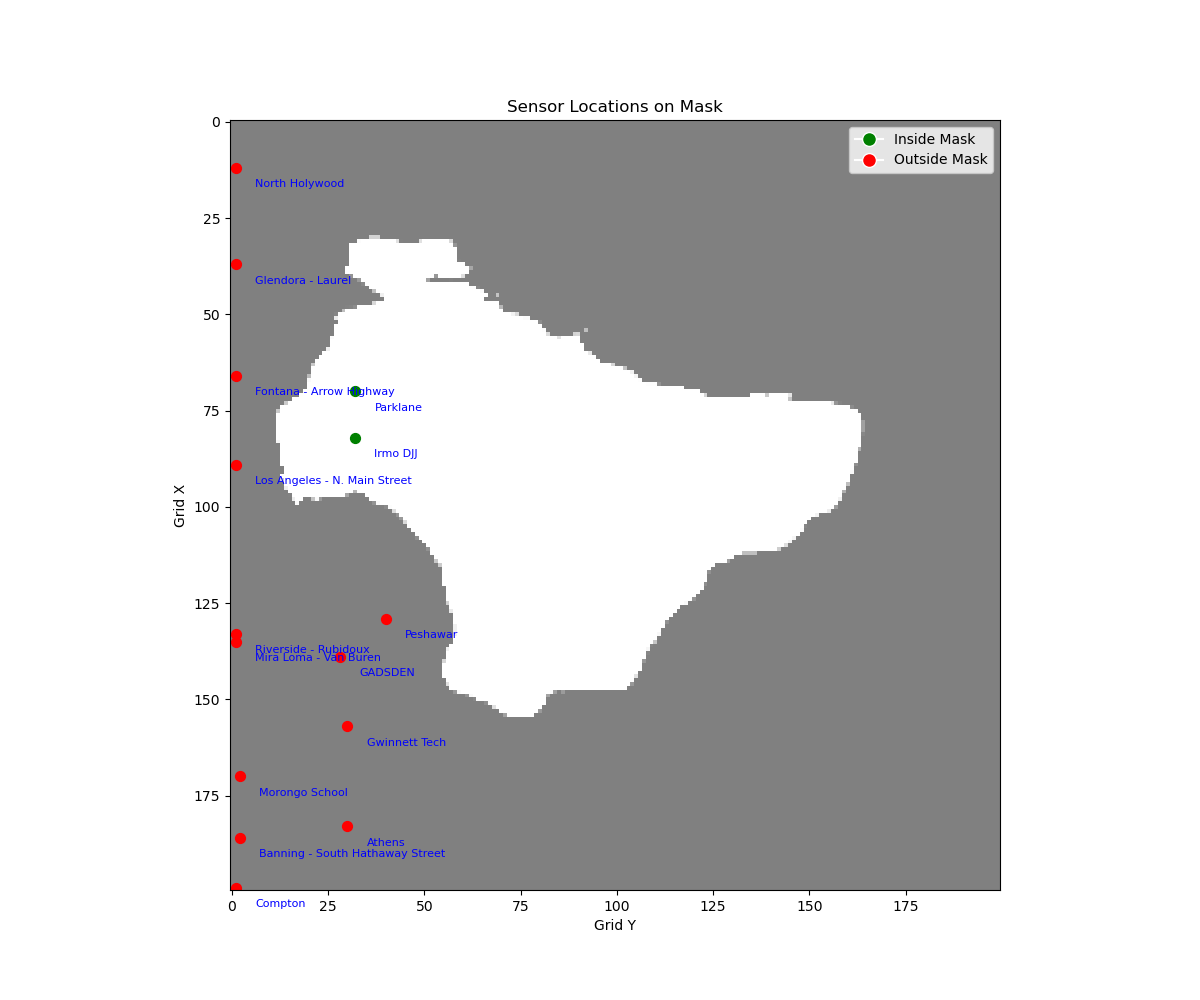 Sensor Locations on Mask
Inside Mask
Outside Mask
Grid X
0
25
50
75
100
125
150
175
North Holywood
Glendora - Laurel
Fontana - Arrow Highway
Parklane
Irmo DJJ
Los Angeles - N. Main Street
Peshawar
Riverside - Rubidoux
Mira Loma - Van Buren
GADSDEN
Gwinnett Tech
Morongo School
Athens
Banning - South Hathaway Street
Compton
0 25 50 75 100 125 150 175
Grid Y